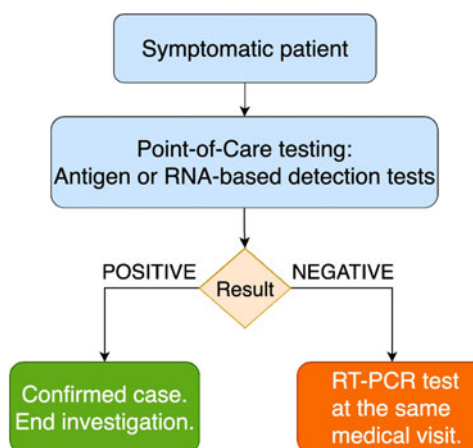 Symptomatic patient
Point-of-Care testing:
Antigen or RNA-based detection tests
POSITIVE
NEGATIVE
Result
Confirmed case.
End investigation.
RT-PCR test
at the same
medical visit.